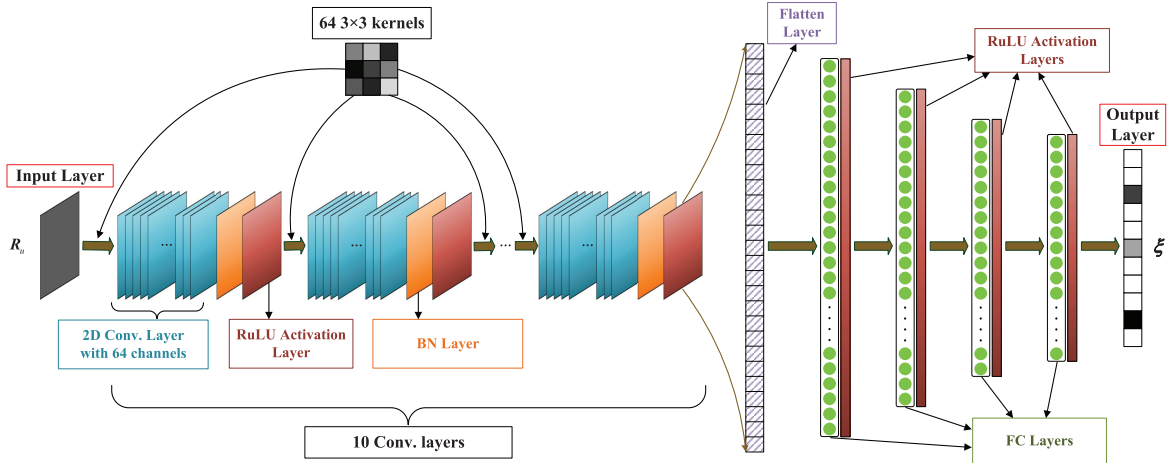 64 3×3 kernels
Flatten
Layer
RuLU Activation
Layers
Output
Layer
Input Layer
R_u
...
...
...
...
ξ
2D Conv. Layer
with 64 channels
RuLU Activation
Layer
BN Layer
10 Conv. layers
FC Layers